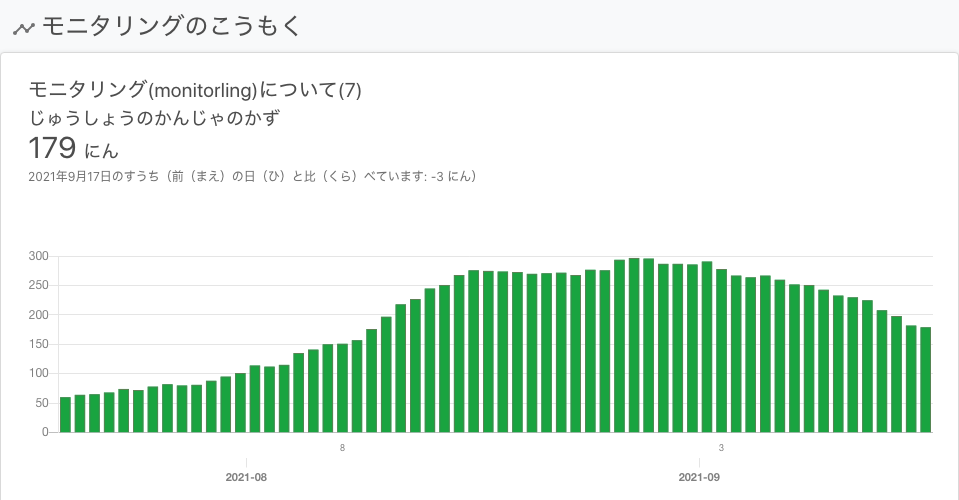 モニタリングのこうもく
モニタリング(monitorling)について(7)
じゅうしょうのかんじゃのかず
179 にん
2021年9月17日のすうち（前（まえ）の日（ひ）と比（くら）べています: -3 にん）
300
250
200
150
100
50
0
8 3
2021-08 2021-09